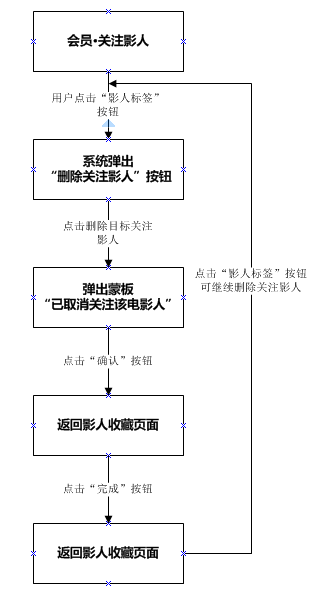 会员·关注影人
用户点击“影人标签”
按钮
系统弹出
“删除关注影人”按钮
点击删除目标关注
影人
弹出蒙板
“已取消关注该电影人”
点击“影人标签”按钮
可继续删除关注影人
点击“确认”按钮
返回影人收藏页面
点击“完成”按钮
返回影人收藏页面